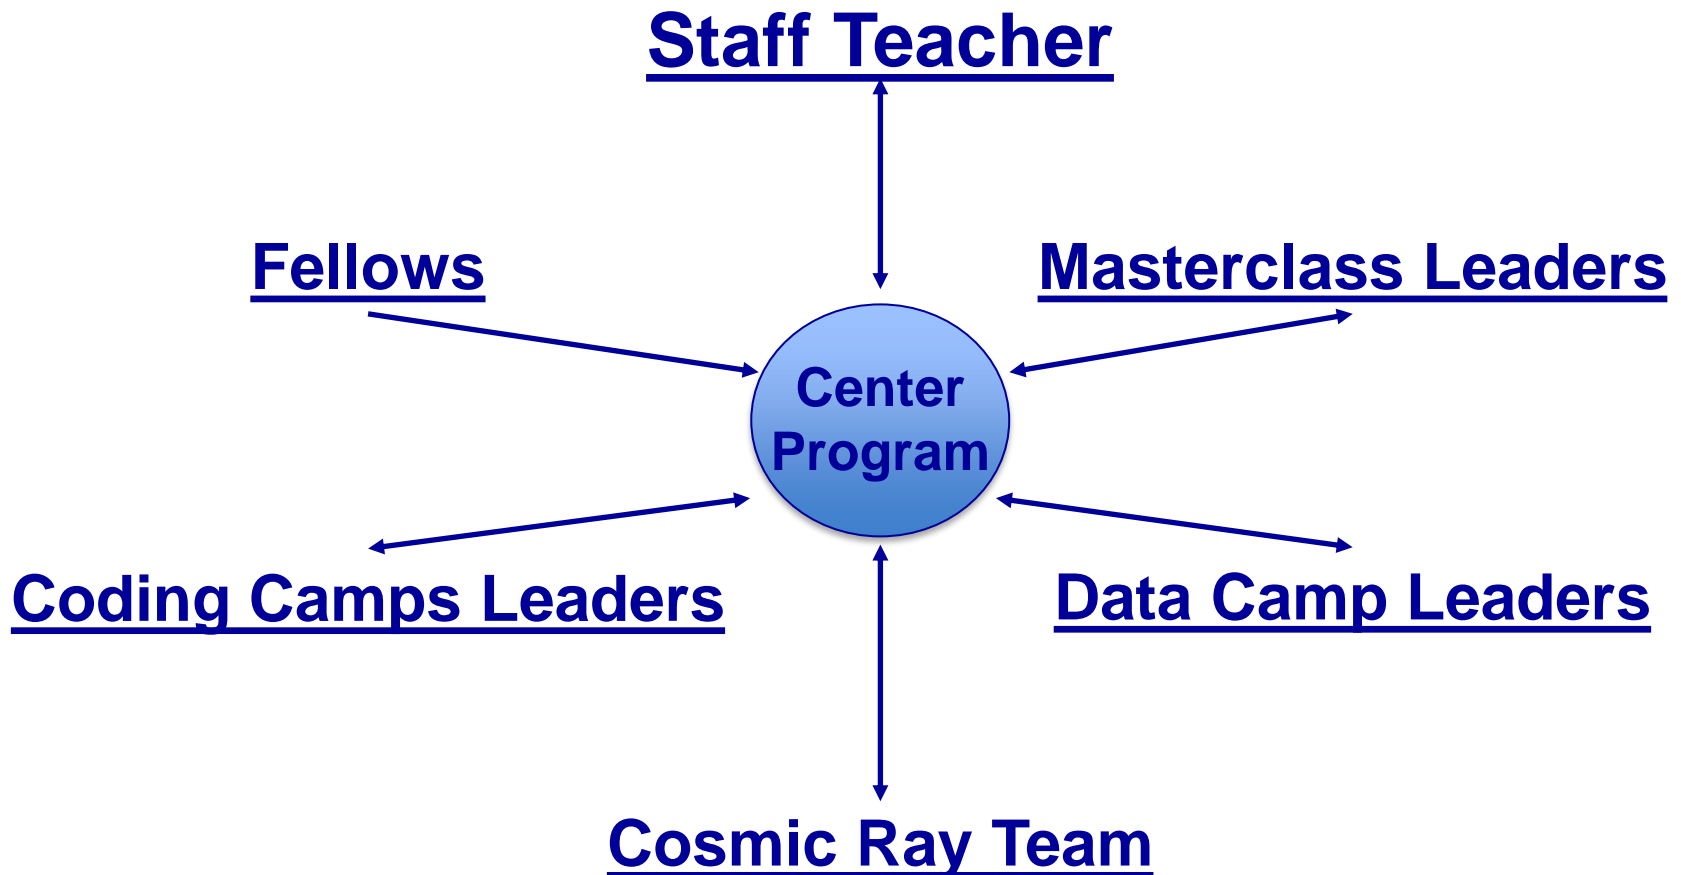 Staff Teacher
Fellows
Masterclass Leaders
Center
Program
Coding Camps Leaders
Data Camp Leaders
Cosmic Ray Team